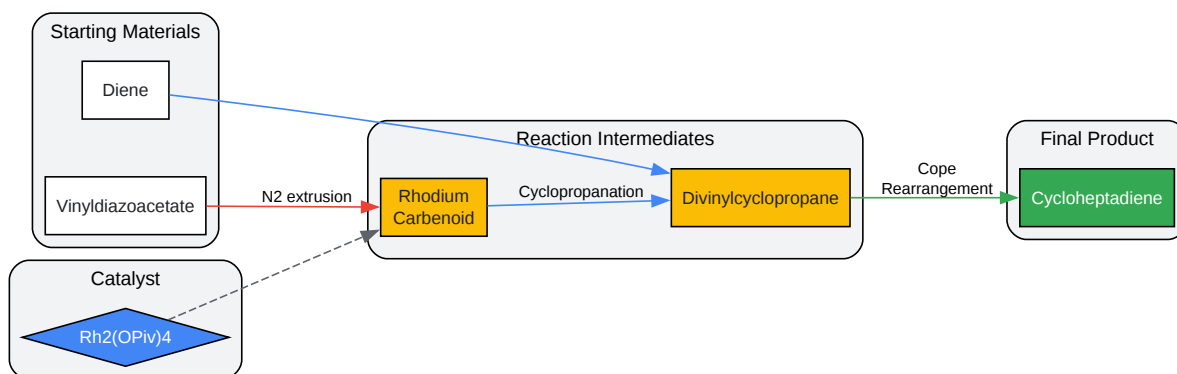 Starting Materials
Diene
Vinyldiazoacetate
N2 extrusion
Catalyst
Rh2(OPiv)4
Reaction Intermediates
Rhodium
Carbenoid
Cyclopropanation
Divinylcyclopropane
Cope
Rearrangement
Final Product
Cycloheptadiene